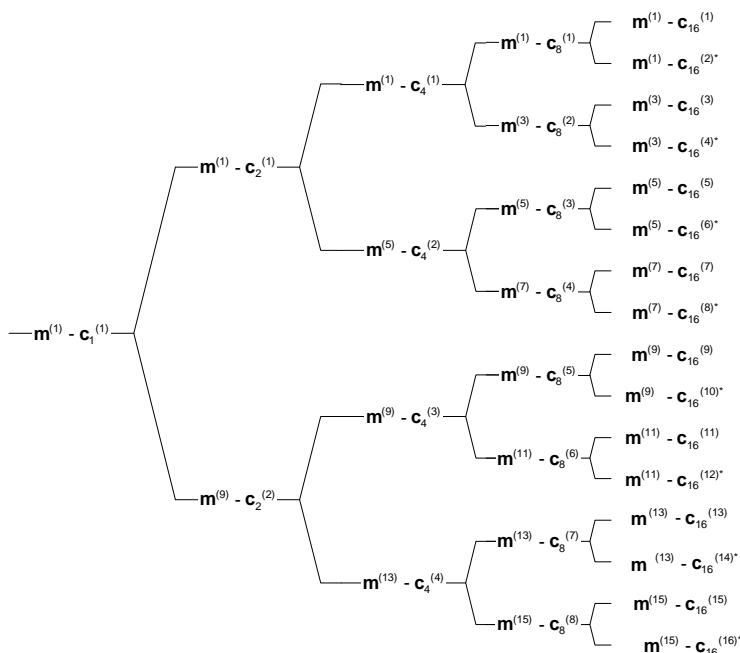 m(1) - c16(1)
m(1) - c8(1)
m(1) - c16(2)*
m(1) - c4(1)
m(3) - c16(3)
m(3) - c8(2)
m(3) - c16(4)*
m(1) - c2(1)
m(5) - c16(5)
m(5) - c8(3)
m(5) - c16(6)*
m(5) - c4(2)
m(7) - c16(7)
m(7) - c8(4)
m(7) - c16(8)*
m(1) - c1(1)
m(9) - c16(9)
m(9) - c8(5)
m(9) - c16(10)*
m(9) - c4(3)
m(11) - c16(11)
m(11) - c8(6)
m(11) - c16(12)*
m(9) - c2(2)
m(13) - c16(13)
m(13) - c8(7)
m (13) - c16(14)*
m(13) - c4(4)
m(15) - c16(15)
m(15) - c8(8)
m(15) - c16(16)*